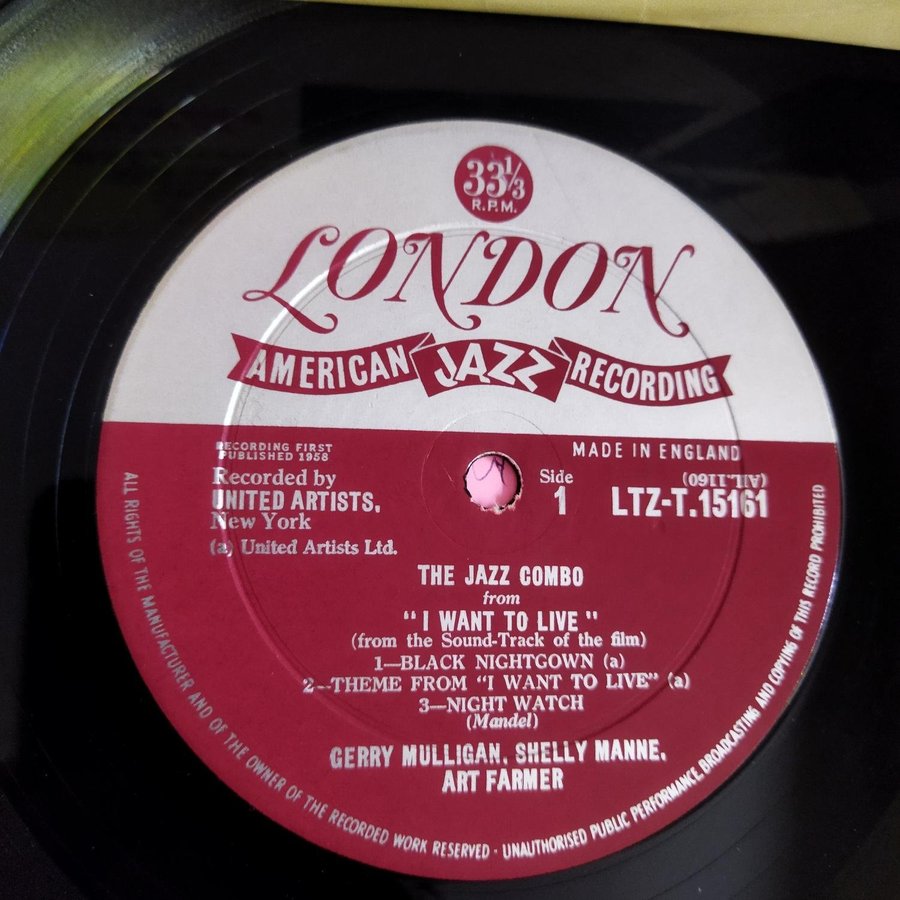 33⅓
R.P.M.
LONDON
AMERICAN JAZZ RECORDING
RECORDING FIRST
PUBLISHED 1958
MADE IN ENGLAND
Recorded by
UNITED ARTISTS,
New York
(a) United Artists Ltd.
Side
1
(ATL.1160)
LTZ-T.15161
THE JAZZ COMBO
from
"I WANT TO LIVE"
(from the Sound-Track of the film)
1—BLACK NIGHTGOWN (a)
2—THEME FROM "I WANT TO LIVE" (a)
3—NIGHT WATCH
(Mandel)
GERRY MULLIGAN, SHELLY MANNE,
ART FARMER
ALL RIGHTS OF THE MANUFACTURER AND OF THE OWNER OF THE RECORDED WORK RESERVED · UNAUTHORISED PUBLIC PERFORMANCE, BROADCASTING AND COPYING OF THIS RECORD PROHIBITED